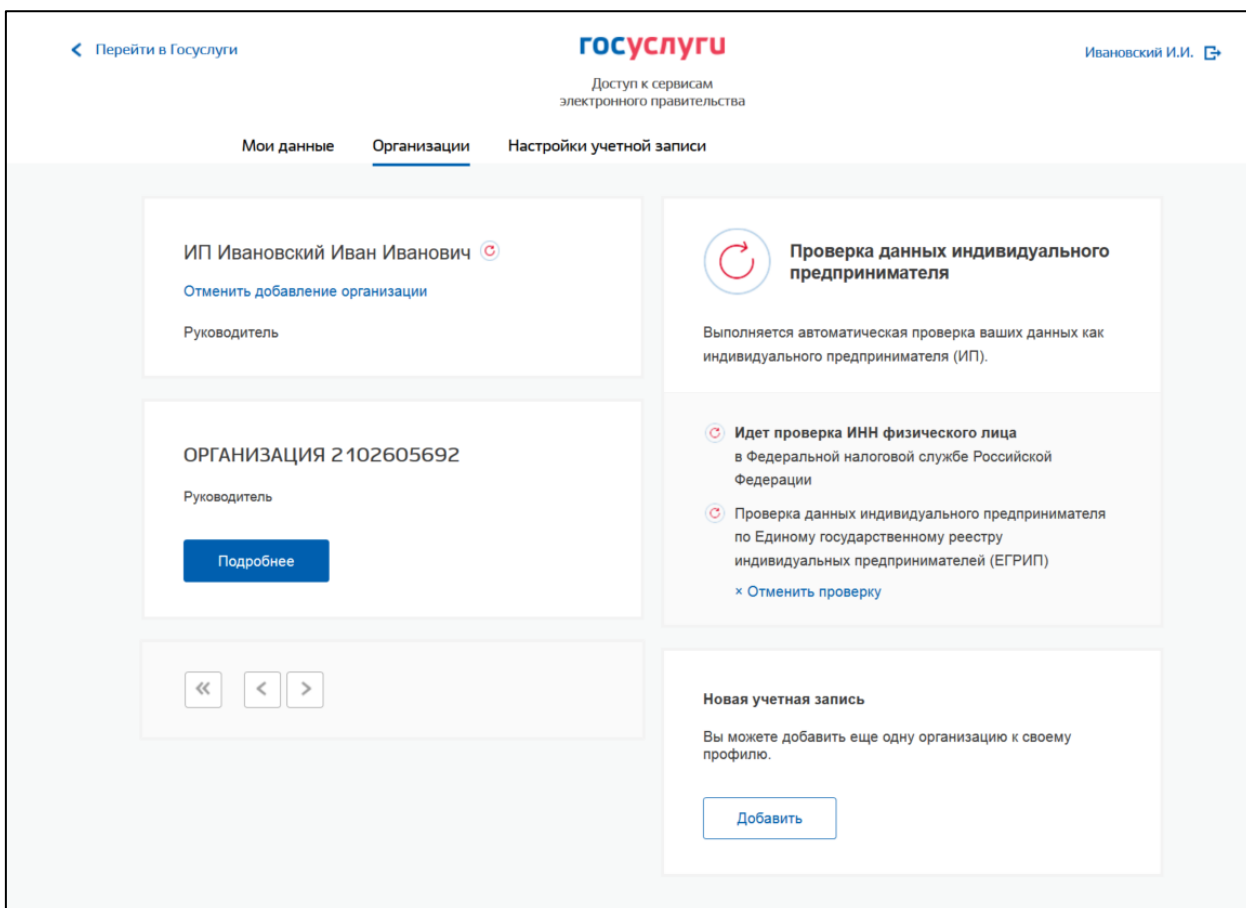 Перейти в Госуслуги
госуслуги
Ивановский И.И.
Доступ к сервисам
электронного правительства
Мои данные
Организации
Настройки учетной записи
ИП Ивановский Иван Иванович
Отменить добавление организации
Руководитель
ОРГАНИЗАЦИЯ 2102605692
Руководитель
Подробнее
Проверка данных индивидуального
предпринимателя
Выполняется автоматическая проверка ваших данных как
индивидуального предпринимателя (ИП).
Идет проверка ИНН физического лица
в Федеральной налоговой службе Российской
Федерации
Проверка данных индивидуального предпринимателя
по Единому государственному реестру
индивидуальных предпринимателей (ЕГРИП)
× Отменить проверку
Новая учетная запись
Вы можете добавить еще одну организацию к своему
профилю.
Добавить